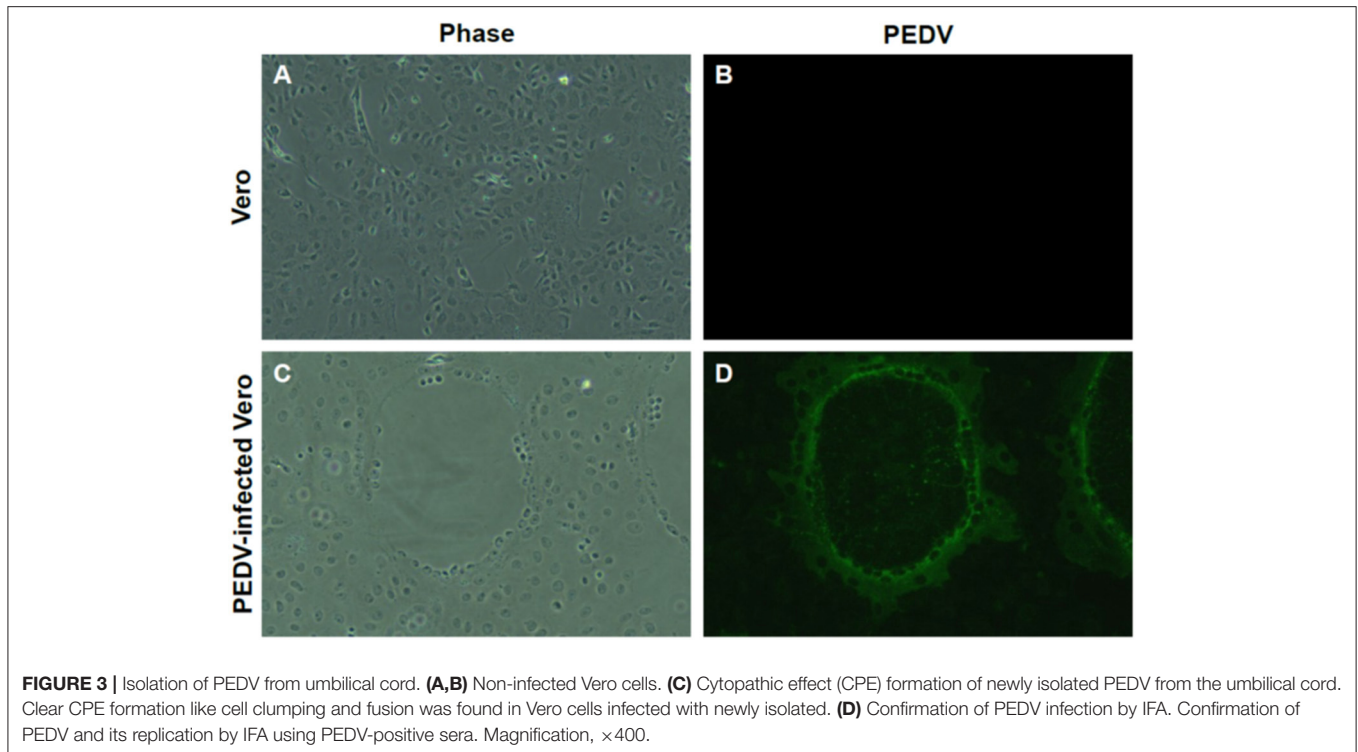 Phase
PEDV
A
B
Vero
C
D
PEDV-infected Vero
FIGURE 3 | Isolation of PEDV from umbilical cord. (A,B) Non-infected Vero cells. (C) Cytopathic effect (CPE) formation of newly isolated PEDV from the umbilical cord.
Clear CPE formation like cell clumping and fusion was found in Vero cells infected with newly isolated. (D) Confirmation of PEDV infection by IFA. Confirmation of
PEDV and its replication by IFA using PEDV-positive sera. Magnification, ×400.